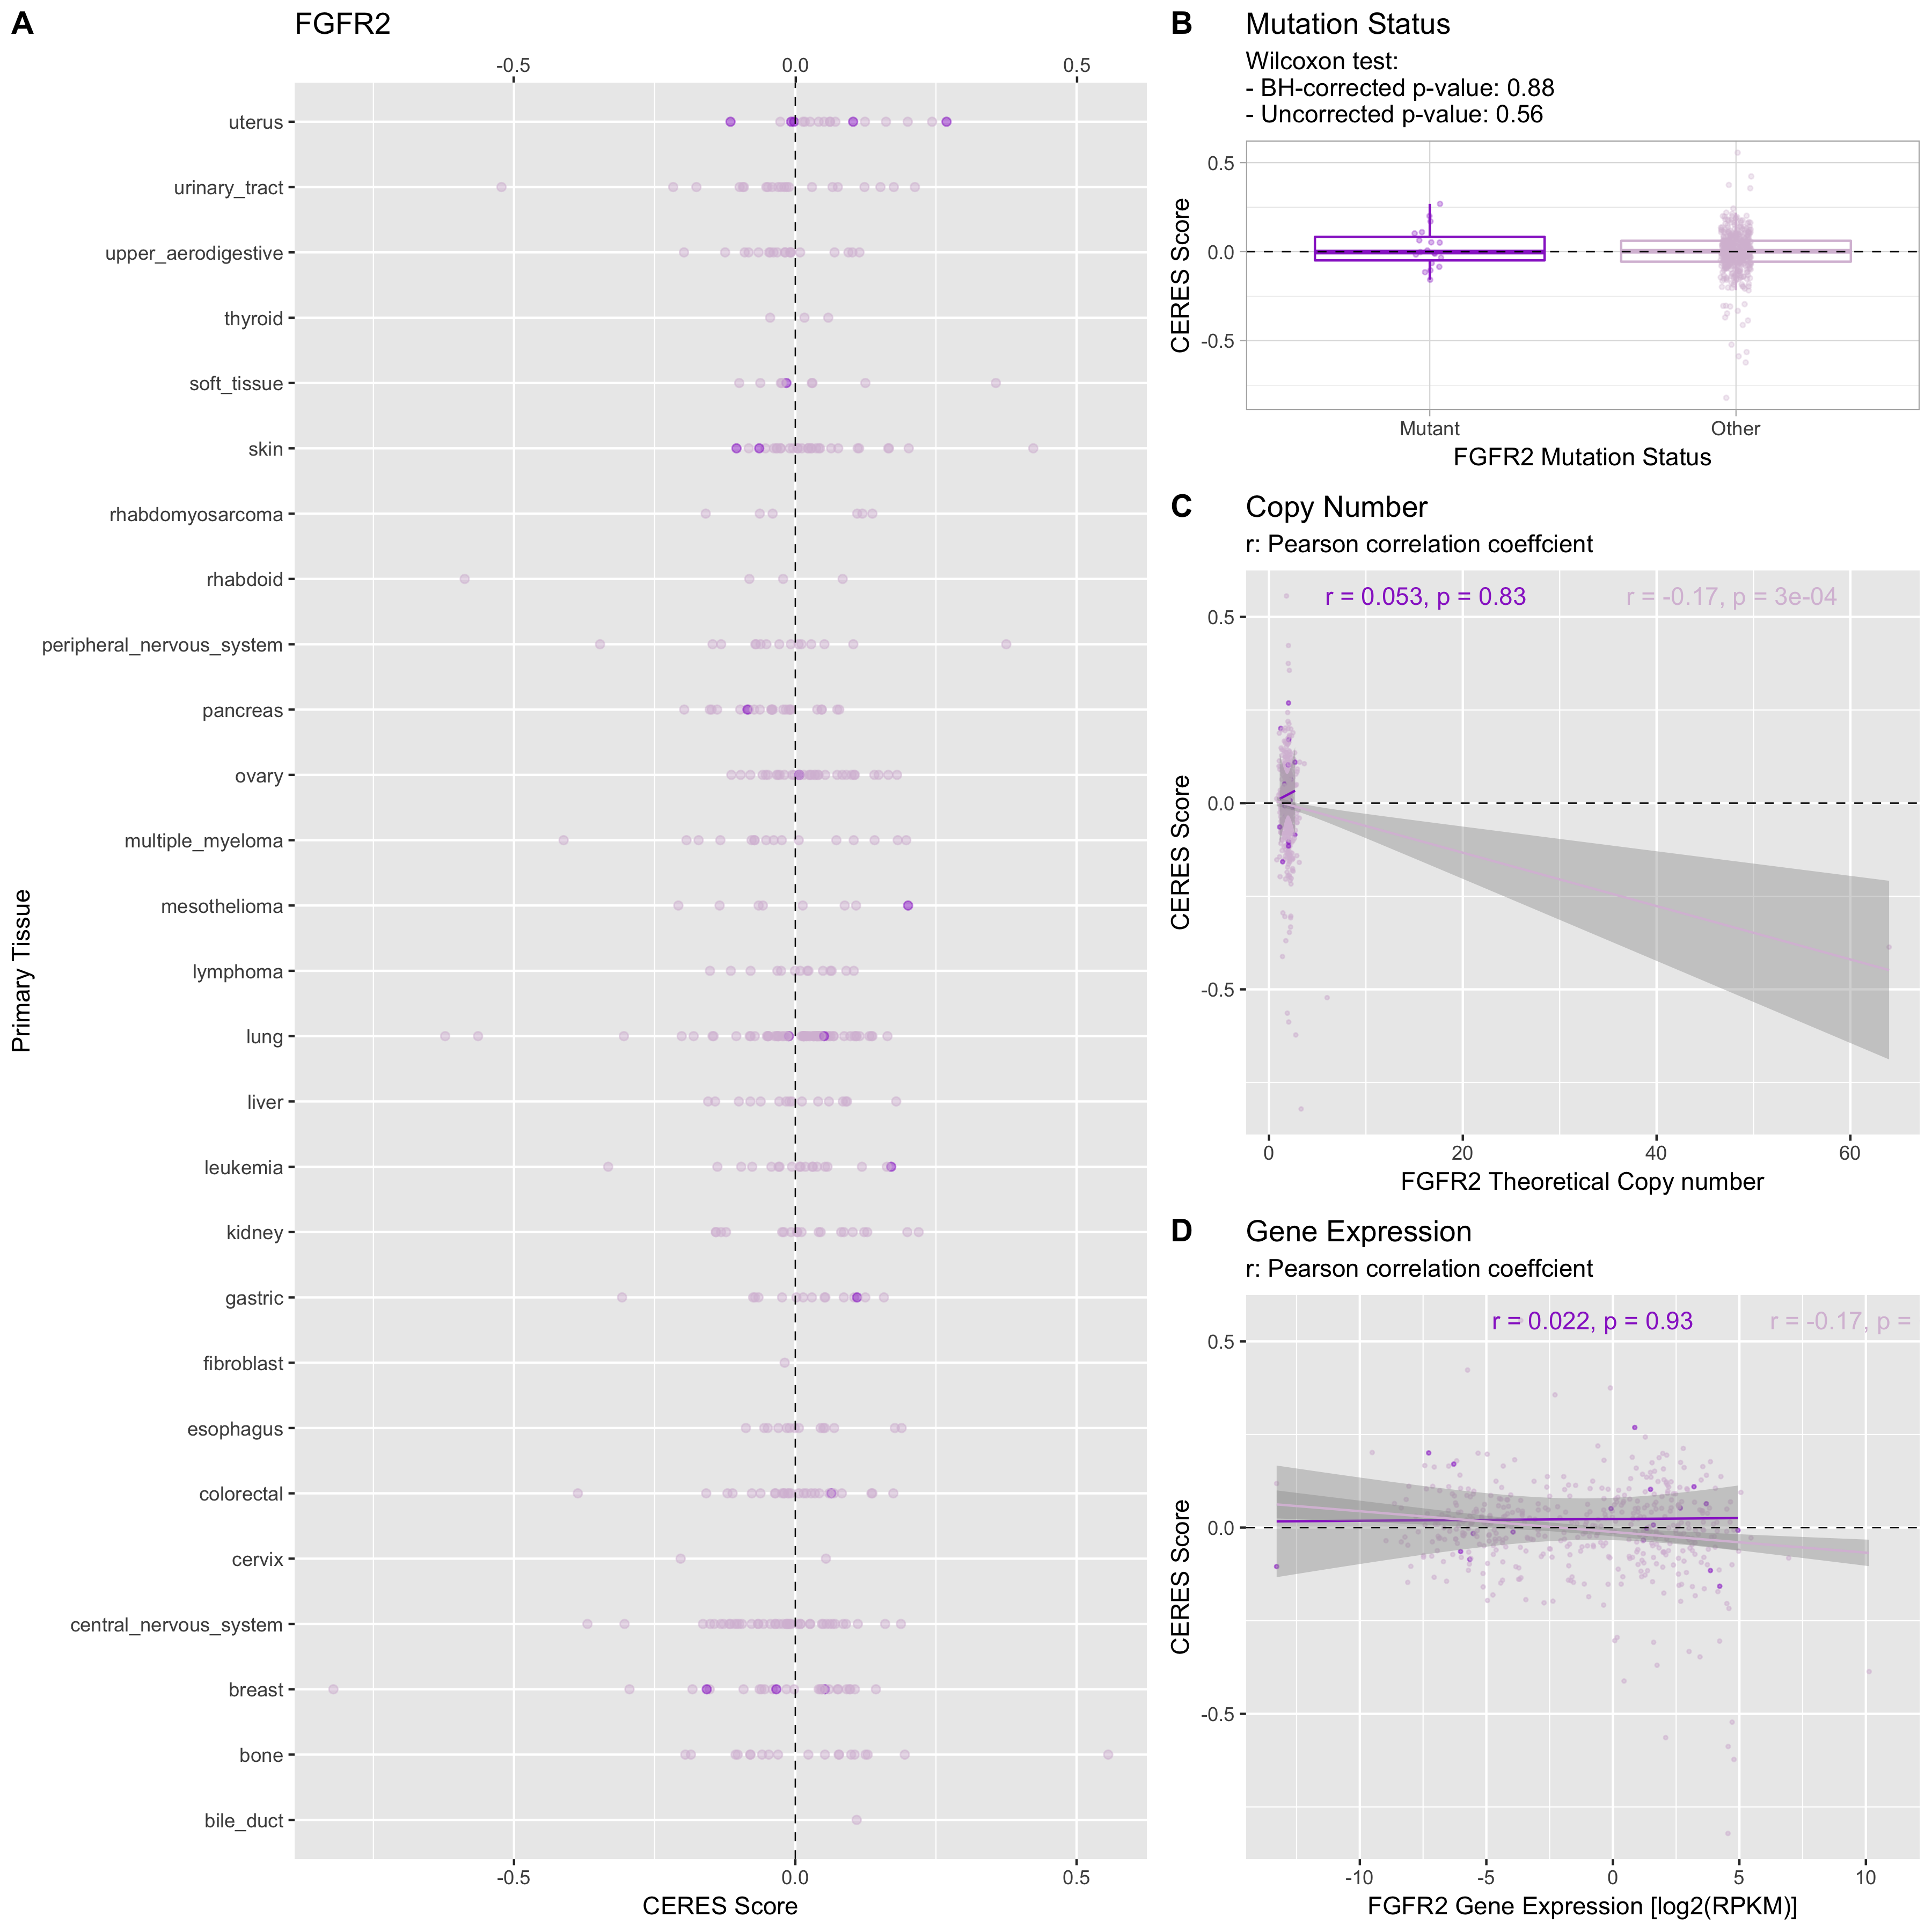 A
FGFR2
-0.5 0.0 0.5
uterus
urinary_tract
upper_aerodigestive
thyroid
soft_tissue
skin
rhabdomyosarcoma
rhabdoid
peripheral_nervous_system
pancreas
ovary
multiple_myeloma
mesothelioma
lymphoma
lung
liver
leukemia
kidney
gastric
fibroblast
esophagus
colorectal
cervix
central_nervous_system
breast
bone
bile_duct
Primary Tissue
-0.5 0.0 0.5
CERES Score
B
Mutation Status
Wilcoxon test:
- BH-corrected p-value: 0.88
- Uncorrected p-value: 0.56
0.5
0.0
-0.5
CERES Score
Mutant Other
FGFR2 Mutation Status
C
Copy Number
r: Pearson correlation coeffcient
r = 0.053, p = 0.83 r = -0.17, p = 3e-04
0.5
0.0
-0.5
CERES Score
0 20 40 60
FGFR2 Theoretical Copy number
D
Gene Expression
r: Pearson correlation coeffcient
r = 0.022, p = 0.93 r = -0.17, p =
0.5
0.0
-0.5
CERES Score
-10 -5 0 5 10
FGFR2 Gene Expression [log2(RPKM)]